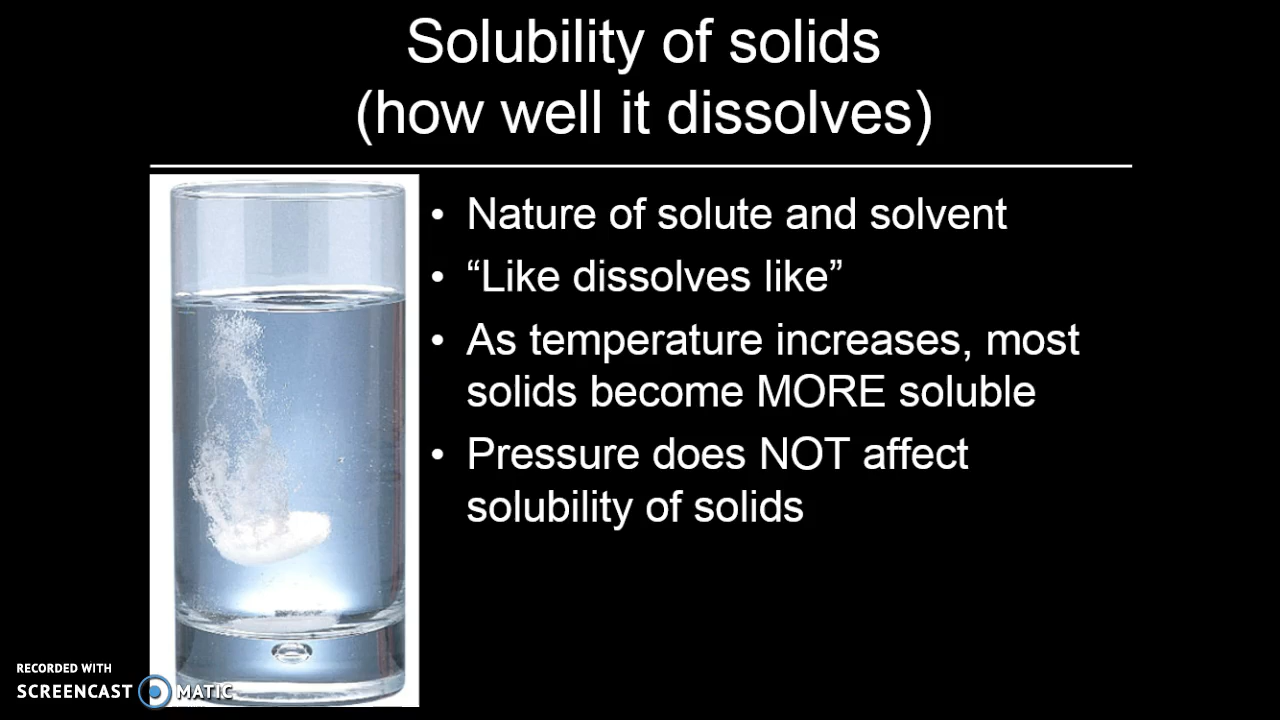 Solubility of solids
(how well it dissolves)
• Nature of solute and solvent
• “Like dissolves like”
• As temperature increases, most
solids become MORE soluble
• Pressure does NOT affect
solubility of solids
RECORDED WITH
SCREENCAST MATIC